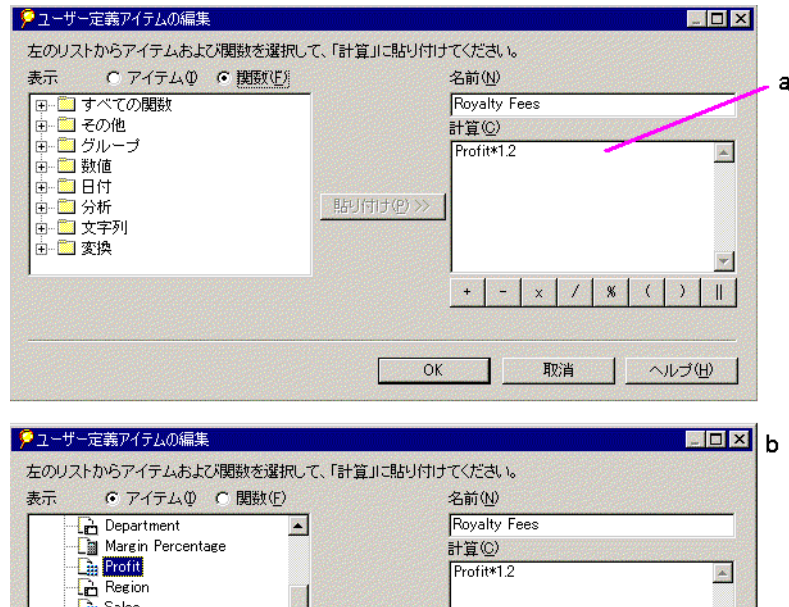 ユーザー定義アイテムの編集
左のリストからアイテムおよび関数を選択して、「計算」に貼り付けてください。
表示 アイテム(I) 関数(F) 名前(N)
すべての関数 Royalty Fees
その他 計算(C)
グループ Profit*1.2
数値
日付
分析 貼り付け(P) >>
文字列
変換
+ - x / % ( ) ||
OK 取消 ヘルプ(H)
a
ユーザー定義アイテムの編集
b
左のリストからアイテムおよび関数を選択して、「計算」に貼り付けてください。
表示 アイテム(I) 関数(F) 名前(N)
Department Royalty Fees
Margin Percentage 計算(C)
Profit Profit*1.2
Region
Sales